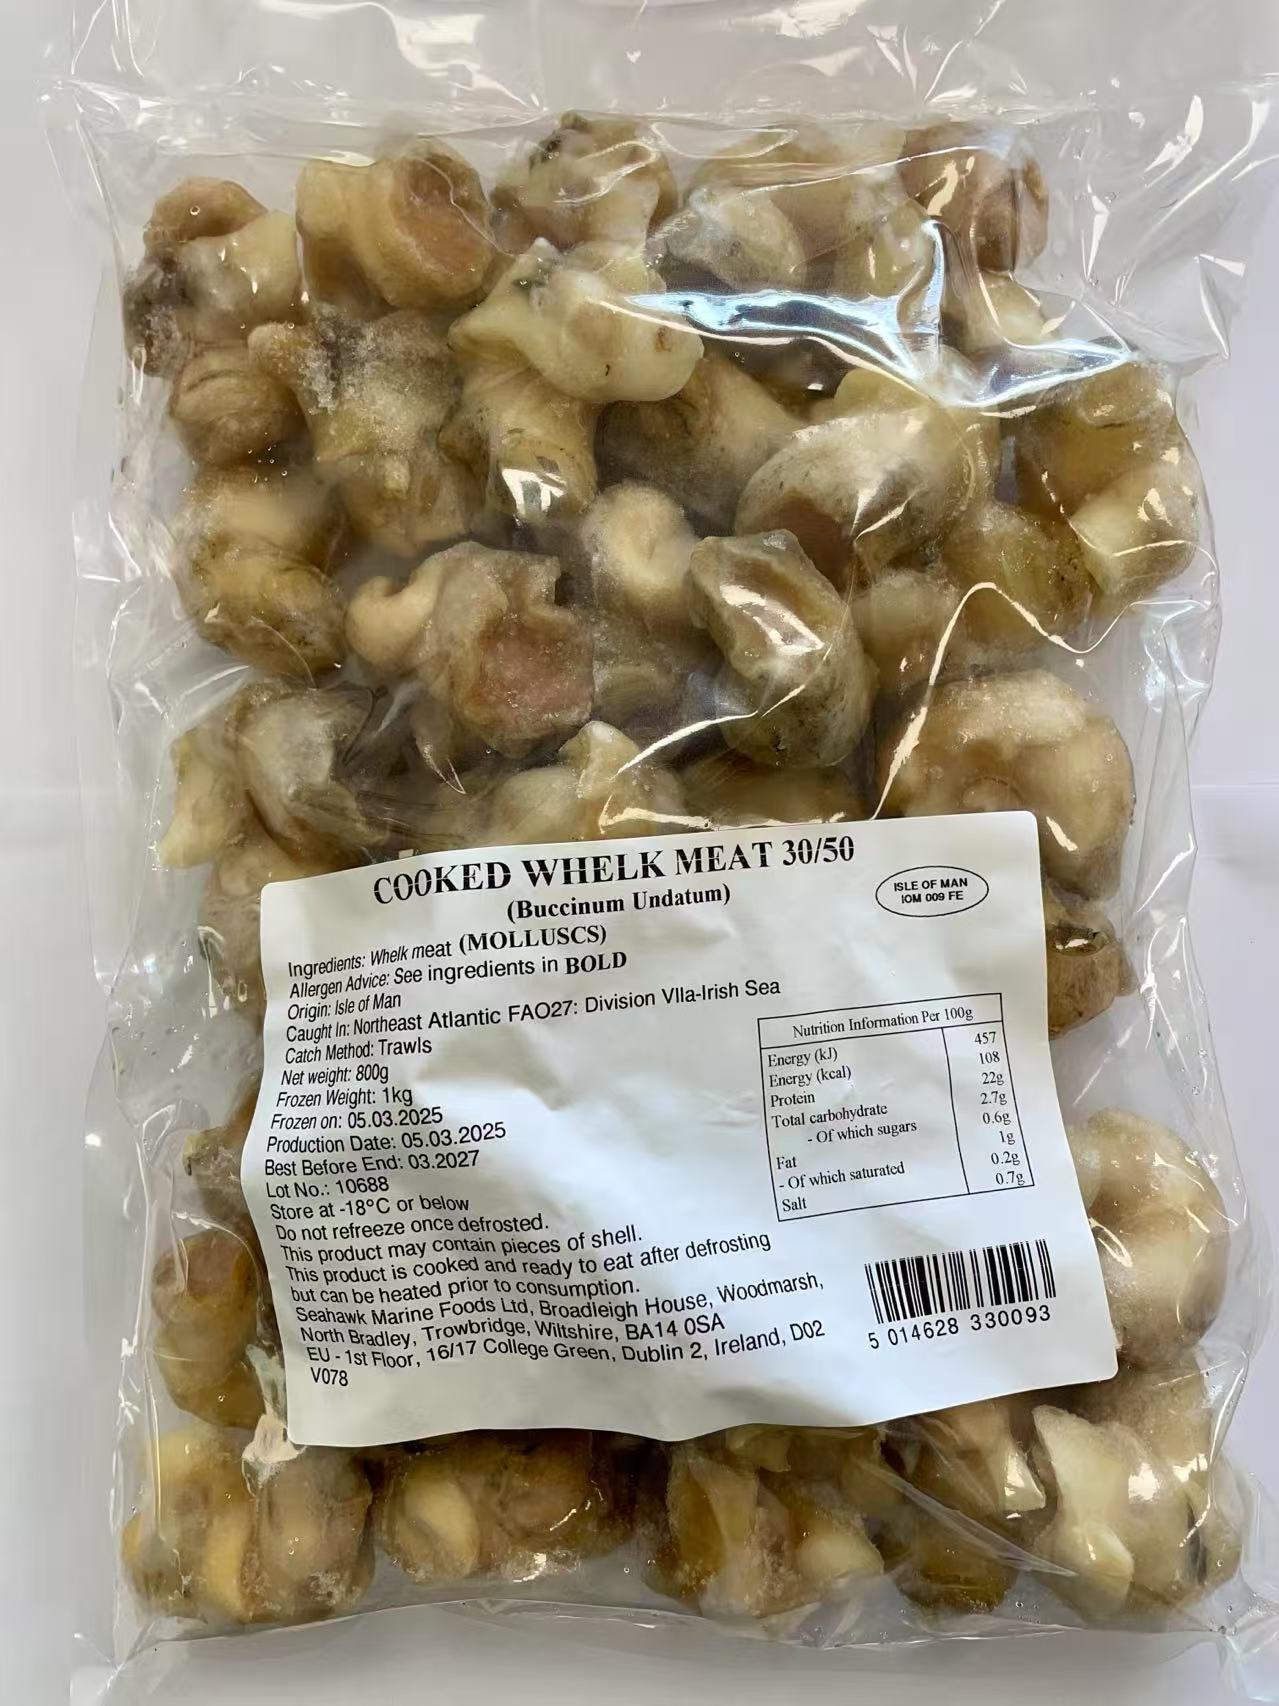 COOKED WHELK MEAT 30/50
(Buccinum Undatum)
ISLE OF MAN
IOM 009 FE
Ingredients: Whelk meat (MOLLUSCS)
Allergen Advice: See ingredients in BOLD
Origin: Isle of Man
Caught In: Northeast Atlantic FAO27: Division VIIa-Irish Sea
Catch Method: Trawls
Net weight: 800g
Frozen Weight: 1kg
Frozen on: 05.03.2025
Production Date: 05.03.2025
Best Before End: 03.2027
Lot No.: 10688
Store at -18°C or below
Do not refreeze once defrosted.
This product may contain pieces of shell.
This product is cooked and ready to eat after defrosting
but can be heated prior to consumption.
Seahawk Marine Foods Ltd, Broadleigh House, Woodmarsh,
North Bradley, Trowbridge, Wiltshire, BA14 0SA
EU - 1st Floor, 16/17 College Green, Dublin 2, Ireland, D02
V078
Nutrition Information Per 100g
Energy (kJ) 457
Energy (kcal) 108
Protein 22g
Total carbohydrate 2.7g
- Of which sugars 0.6g
Fat 1g
- Of which saturated 0.2g
Salt 0.7g
5 014628 330093